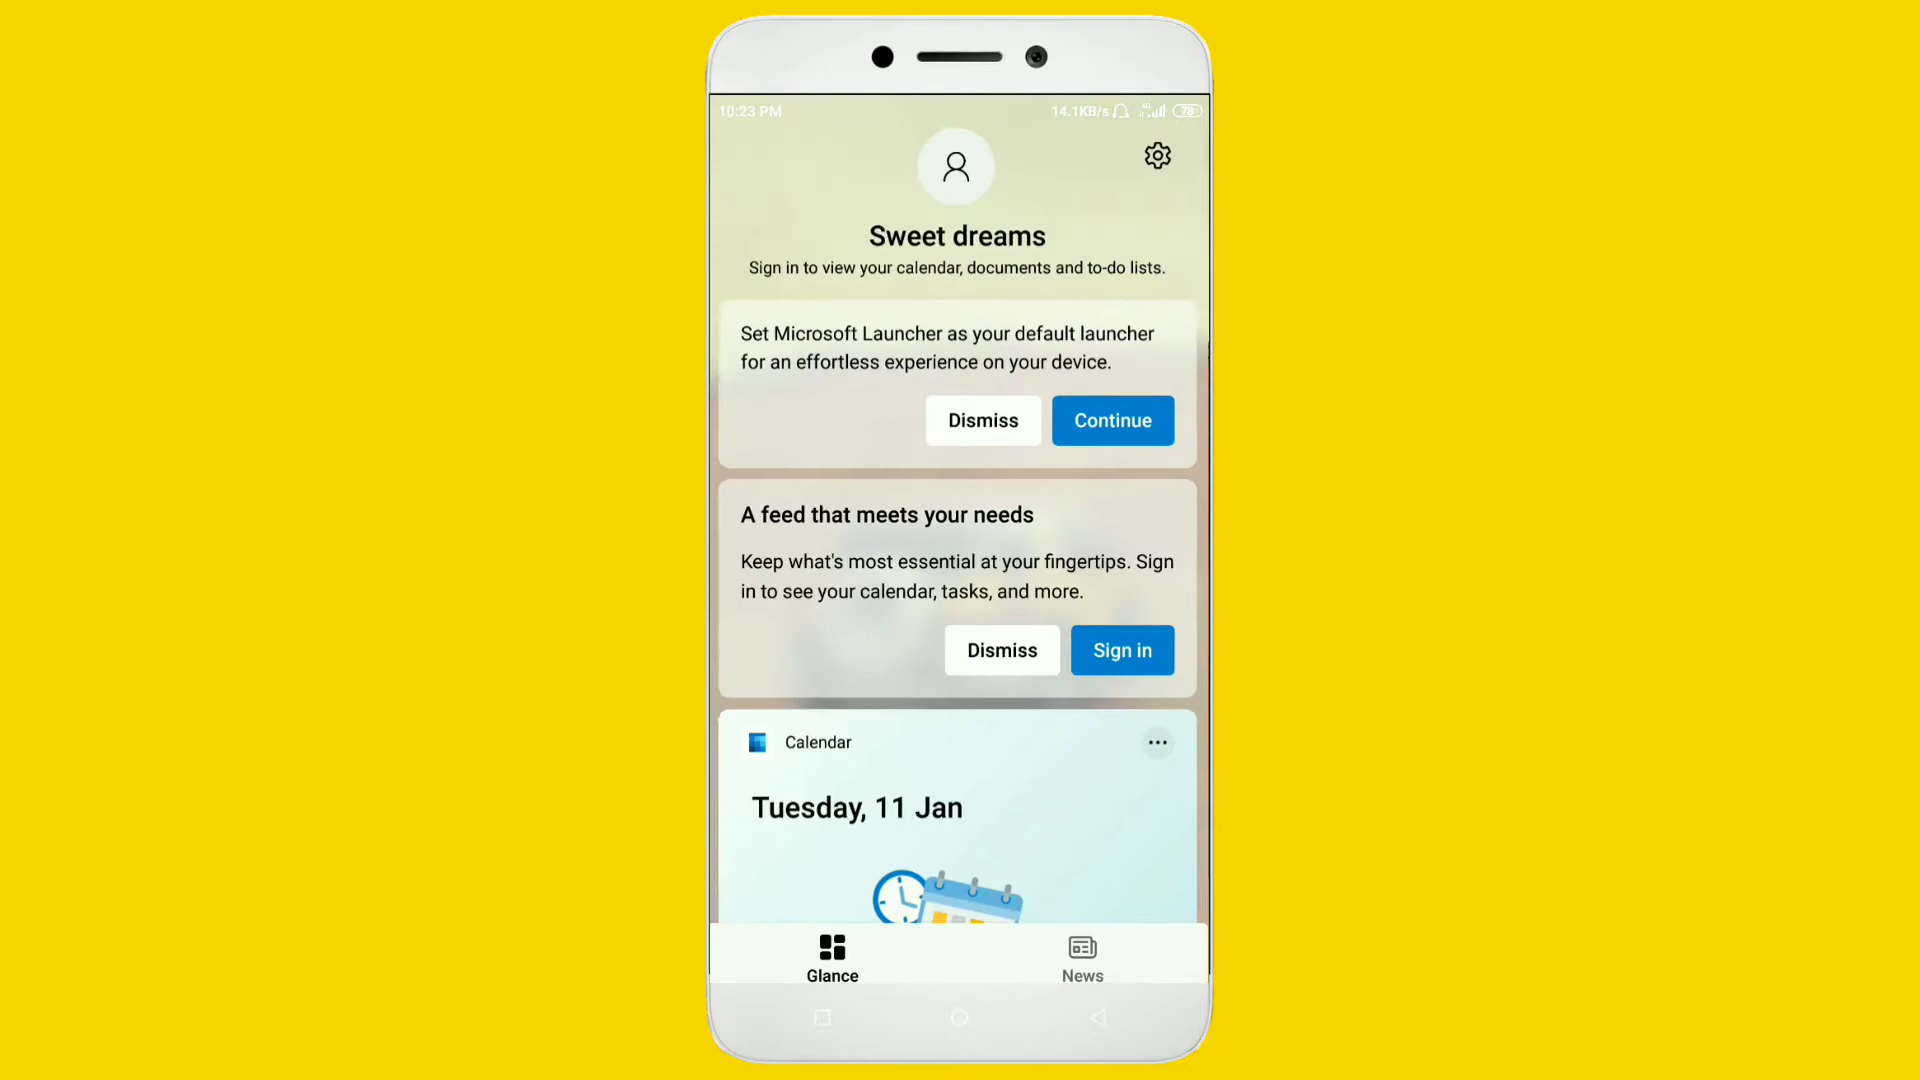 10:23 PM 14.1KB/s 4G 78
Sweet dreams
Sign in to view your calendar, documents and to-do lists.
Set Microsoft Launcher as your default launcher
for an effortless experience on your device.
Dismiss Continue
A feed that meets your needs
Keep what's most essential at your fingertips. Sign
in to see your calendar, tasks, and more.
Dismiss Sign in
Calendar
Tuesday, 11 Jan
Glance News